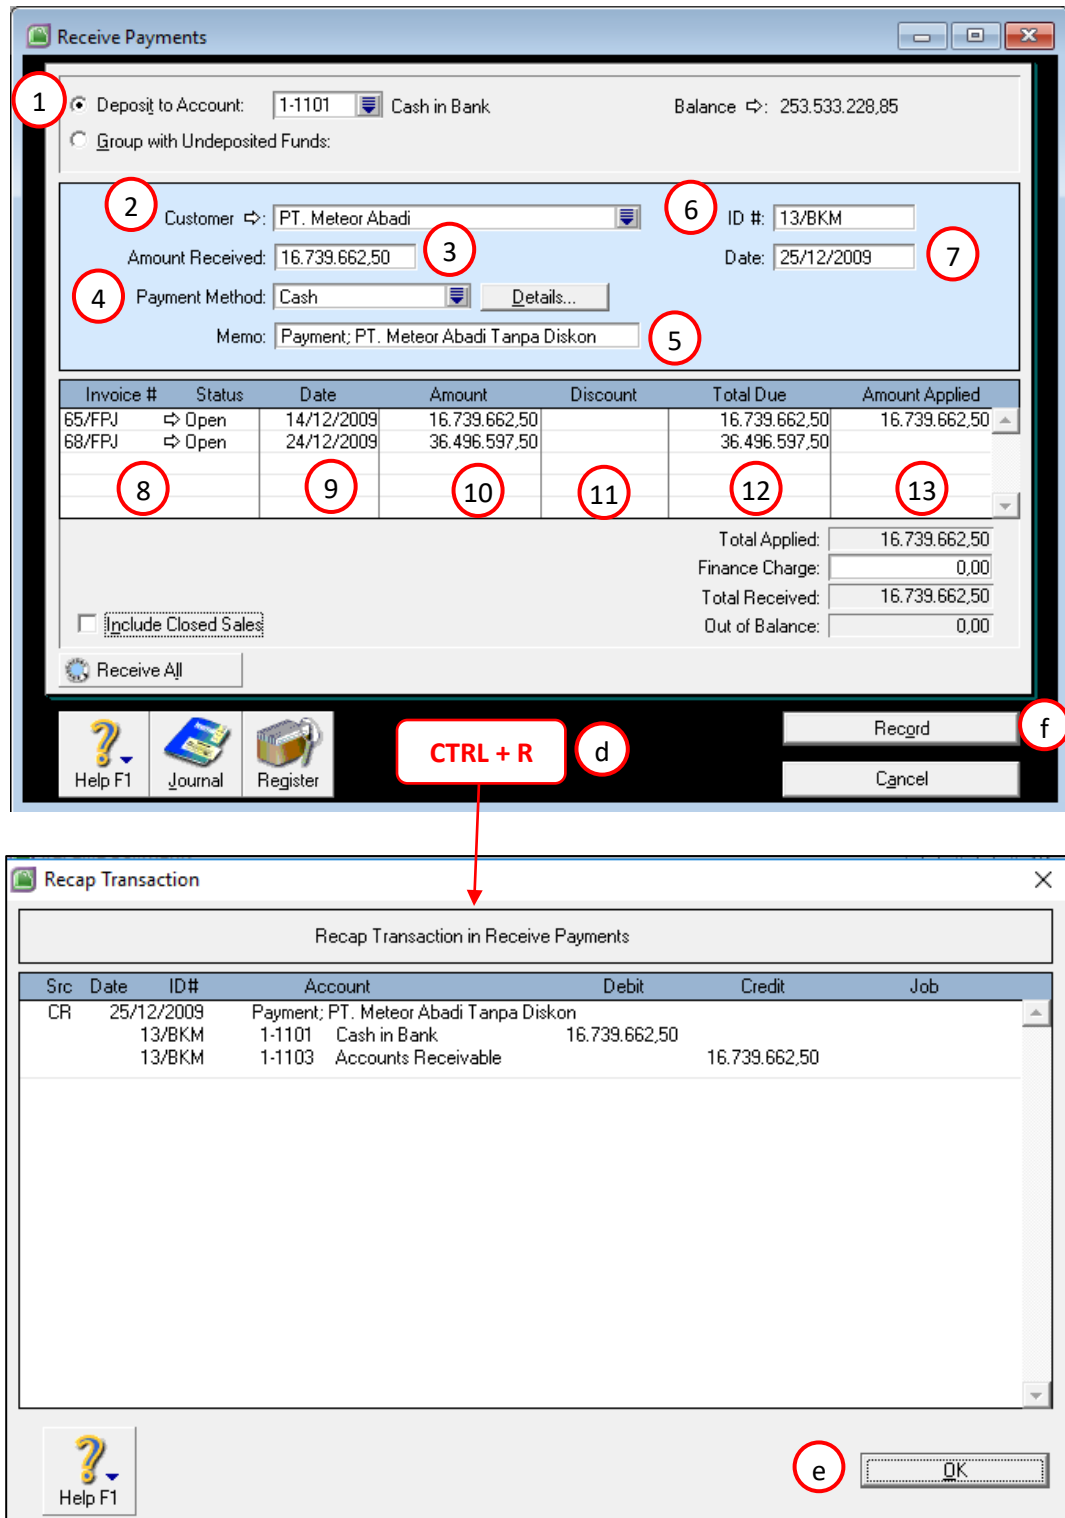 Receive Payments
1 Deposit to Account: 1-1101 Cash in Bank Balance ⇨: 253.533.228,85
Group with Undeposited Funds:
2 Customer ⇨: PT. Meteor Abadi 6 ID #: 13/BKM
Amount Received: 16.739.662,50 3 Date: 25/12/2009 7
4 Payment Method: Cash Details...
Memo: Payment; PT. Meteor Abadi Tanpa Diskon 5
Invoice # Status Date Amount Discount Total Due Amount Applied
65/FPJ ⇨ Open 14/12/2009 16.739.662,50 16.739.662,50 16.739.662,50
68/FPJ ⇨ Open 24/12/2009 36.496.597,50 36.496.597,50
8 9 10 11 12 13
Total Applied: 16.739.662,50
Finance Charge: 0,00
Total Received: 16.739.662,50
Include Closed Sales Out of Balance: 0,00
Receive All
CTRL + R d Record f
Help F1 Journal Register Cancel
Recap Transaction
Recap Transaction in Receive Payments
Src Date ID# Account Debit Credit Job
CR 25/12/2009 Payment; PT. Meteor Abadi Tanpa Diskon
13/BKM 1-1101 Cash in Bank 16.739.662,50
13/BKM 1-1103 Accounts Receivable 16.739.662,50
e OK
Help F1